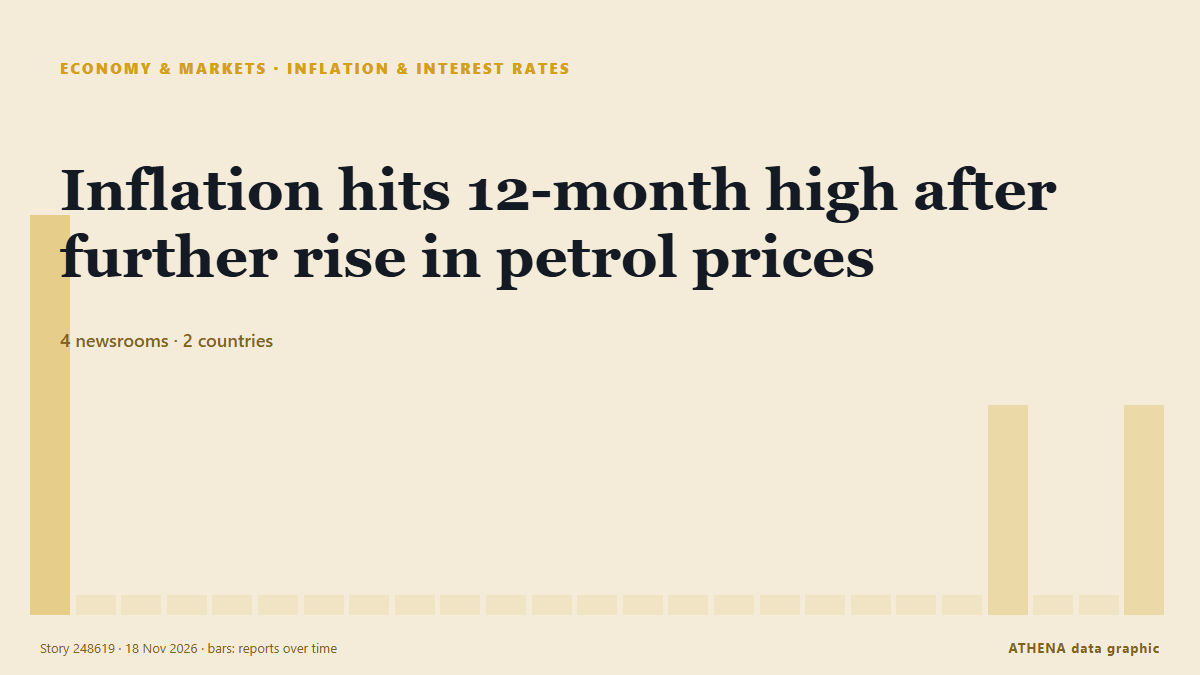 ECONOMY & MARKETS · INFLATION & INTEREST RATES
Inflation hits 12-month high after
further rise in petrol prices
4 newsrooms · 2 countries
Story 248619 · 18 Nov 2026 · bars: reports over time
ATHENA data graphic